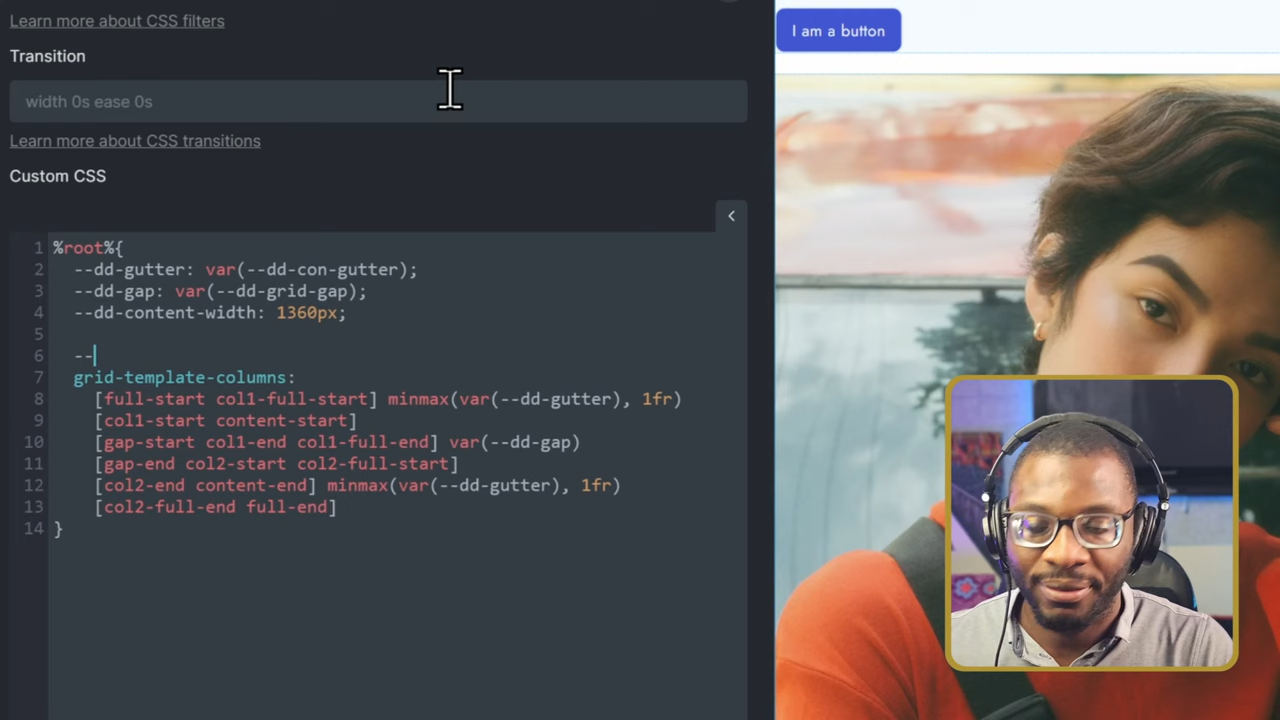 Learn more about CSS filters
Transition
width 0s ease 0s
Learn more about CSS transitions
Custom CSS
1 %root%{
2 --dd-gutter: var(--dd-con-gutter);
3 --dd-gap: var(--dd-grid-gap);
4 --dd-content-width: 1360px;
5
6 --
7 grid-template-columns:
8 [full-start col1-full-start] minmax(var(--dd-gutter), 1fr)
9 [col1-start content-start]
10 [gap-start col1-end col1-full-end] var(--dd-gap)
11 [gap-end col2-start col2-full-start]
12 [col2-end content-end] minmax(var(--dd-gutter), 1fr)
13 [col2-full-end full-end]
14 }
I am a button